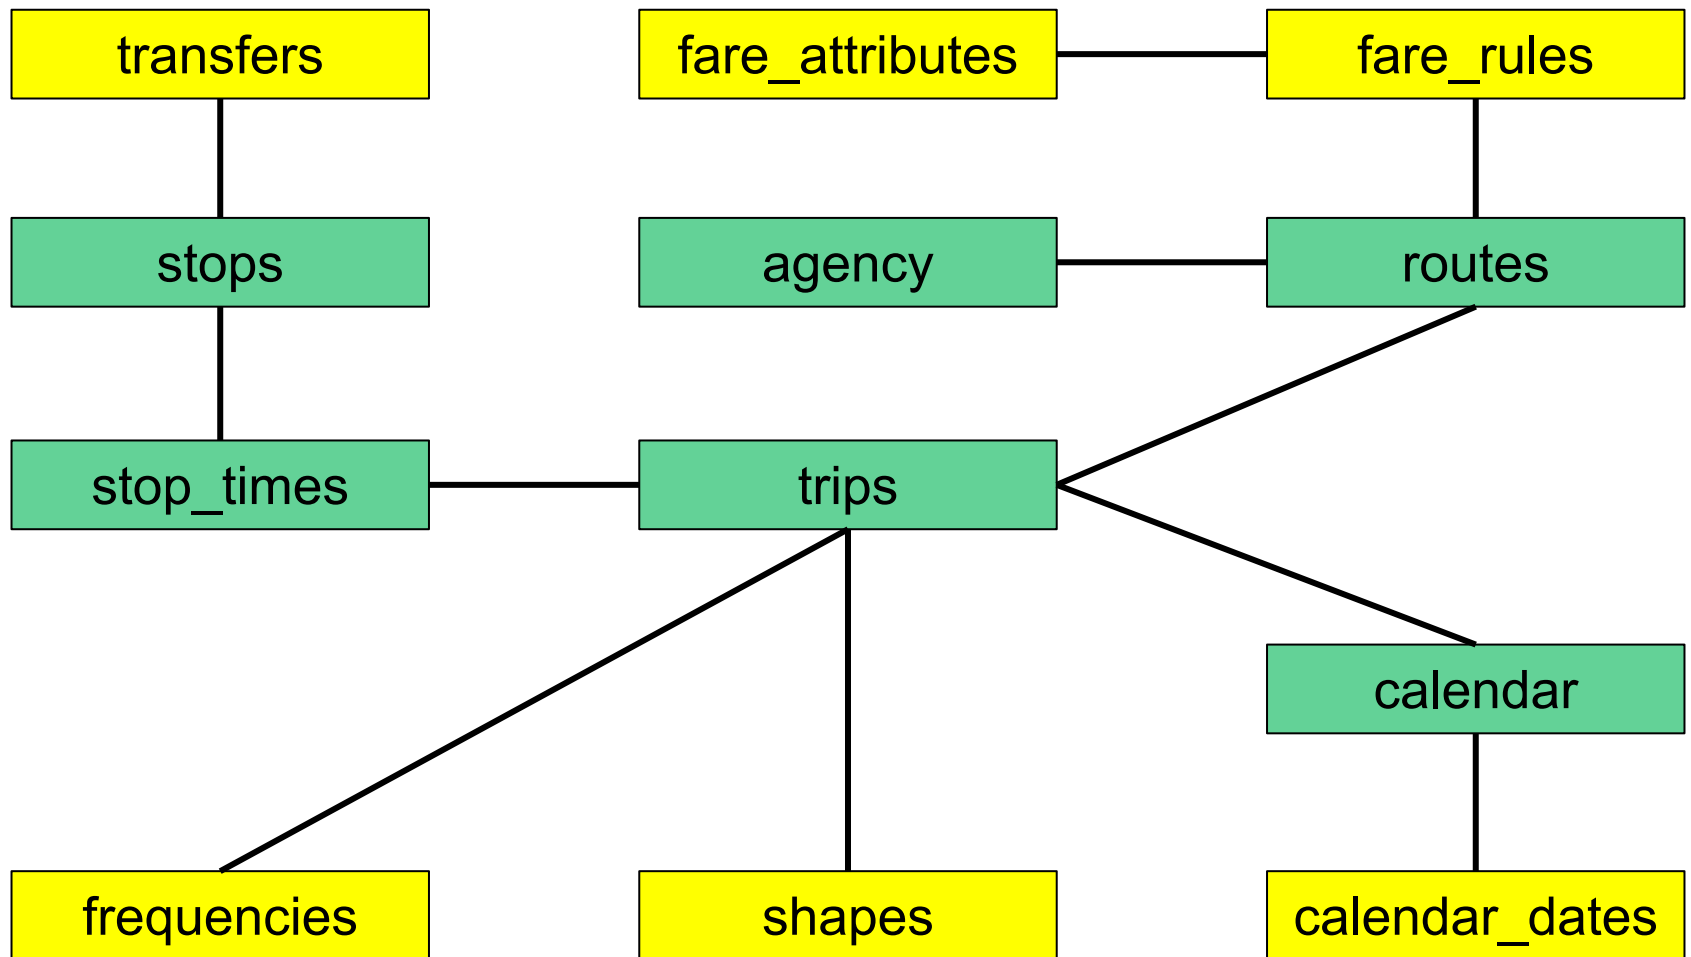 transfers
fare_attributes
fare_rules
stops
agency
routes
stop_times
trips
calendar
frequencies
shapes
calendar_dates